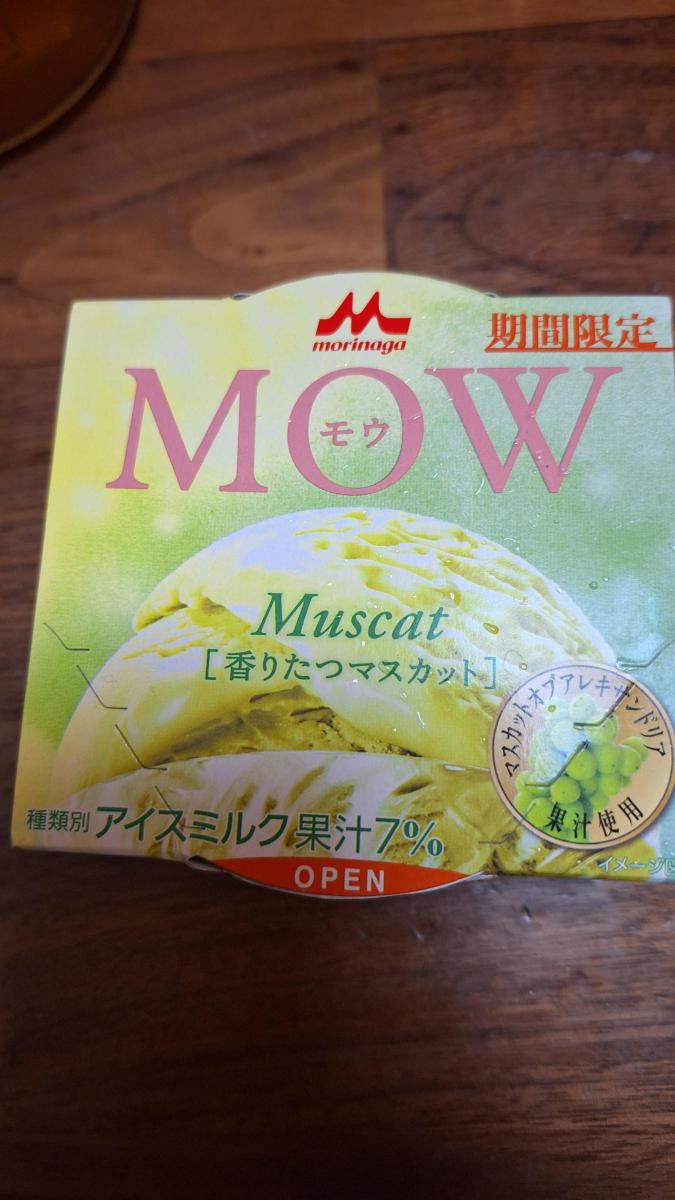 morinaga
期間限定
MOW
モウ
Muscat
[香りたつマスカット]
マスカットオブアレキサンドリア
果汁使用
種類別 アイスミルク 果汁7%
イメージ
OPEN